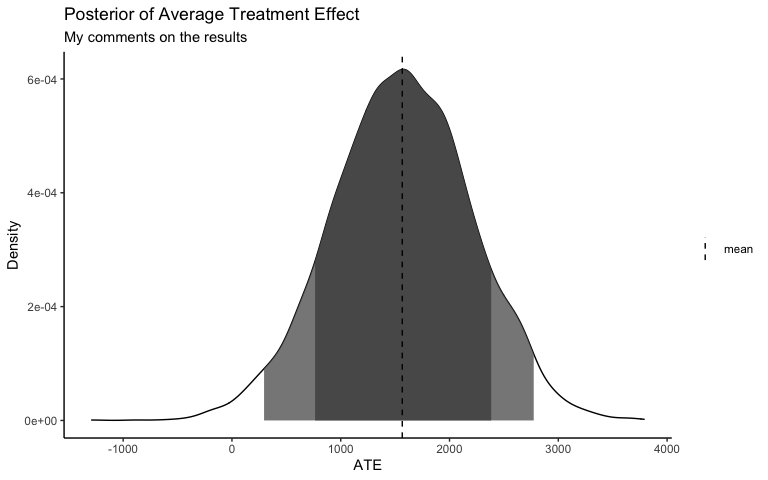 Posterior of Average Treatment Effect
My comments on the results
6e-04
4e-04
2e-04
0e+00
Density
mean
-1000 0 1000 2000 3000 4000
ATE